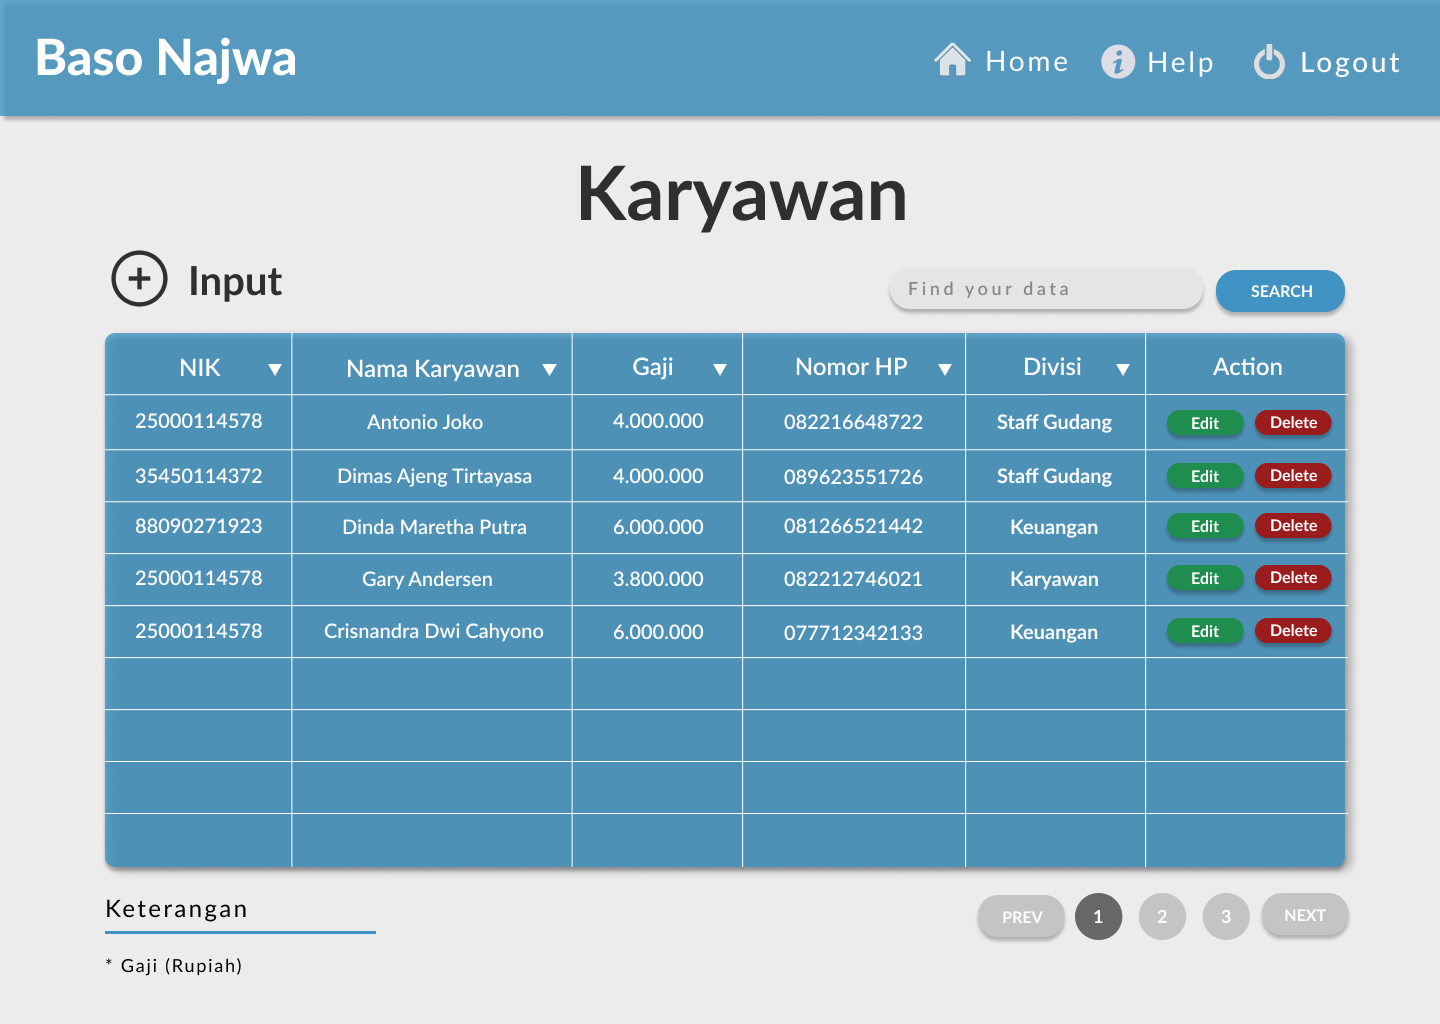 Baso Najwa
Home
Help
Logout
Karyawan
Input
Find your data
SEARCH
NIK Nama Karyawan Gaji Nomor HP Divisi Action
25000114578 Antonio Joko 4.000.000 082216648722 Staff Gudang Edit Delete
35450114372 Dimas Ajeng Tirtayasa 4.000.000 089623551726 Staff Gudang Edit Delete
88090271923 Dinda Maretha Putra 6.000.000 081266521442 Keuangan Edit Delete
25000114578 Gary Andersen 3.800.000 082212746021 Karyawan Edit Delete
25000114578 Crisnandra Dwi Cahyono 6.000.000 077712342133 Keuangan Edit Delete
Keterangan
* Gaji (Rupiah)
PREV 1 2 3 NEXT